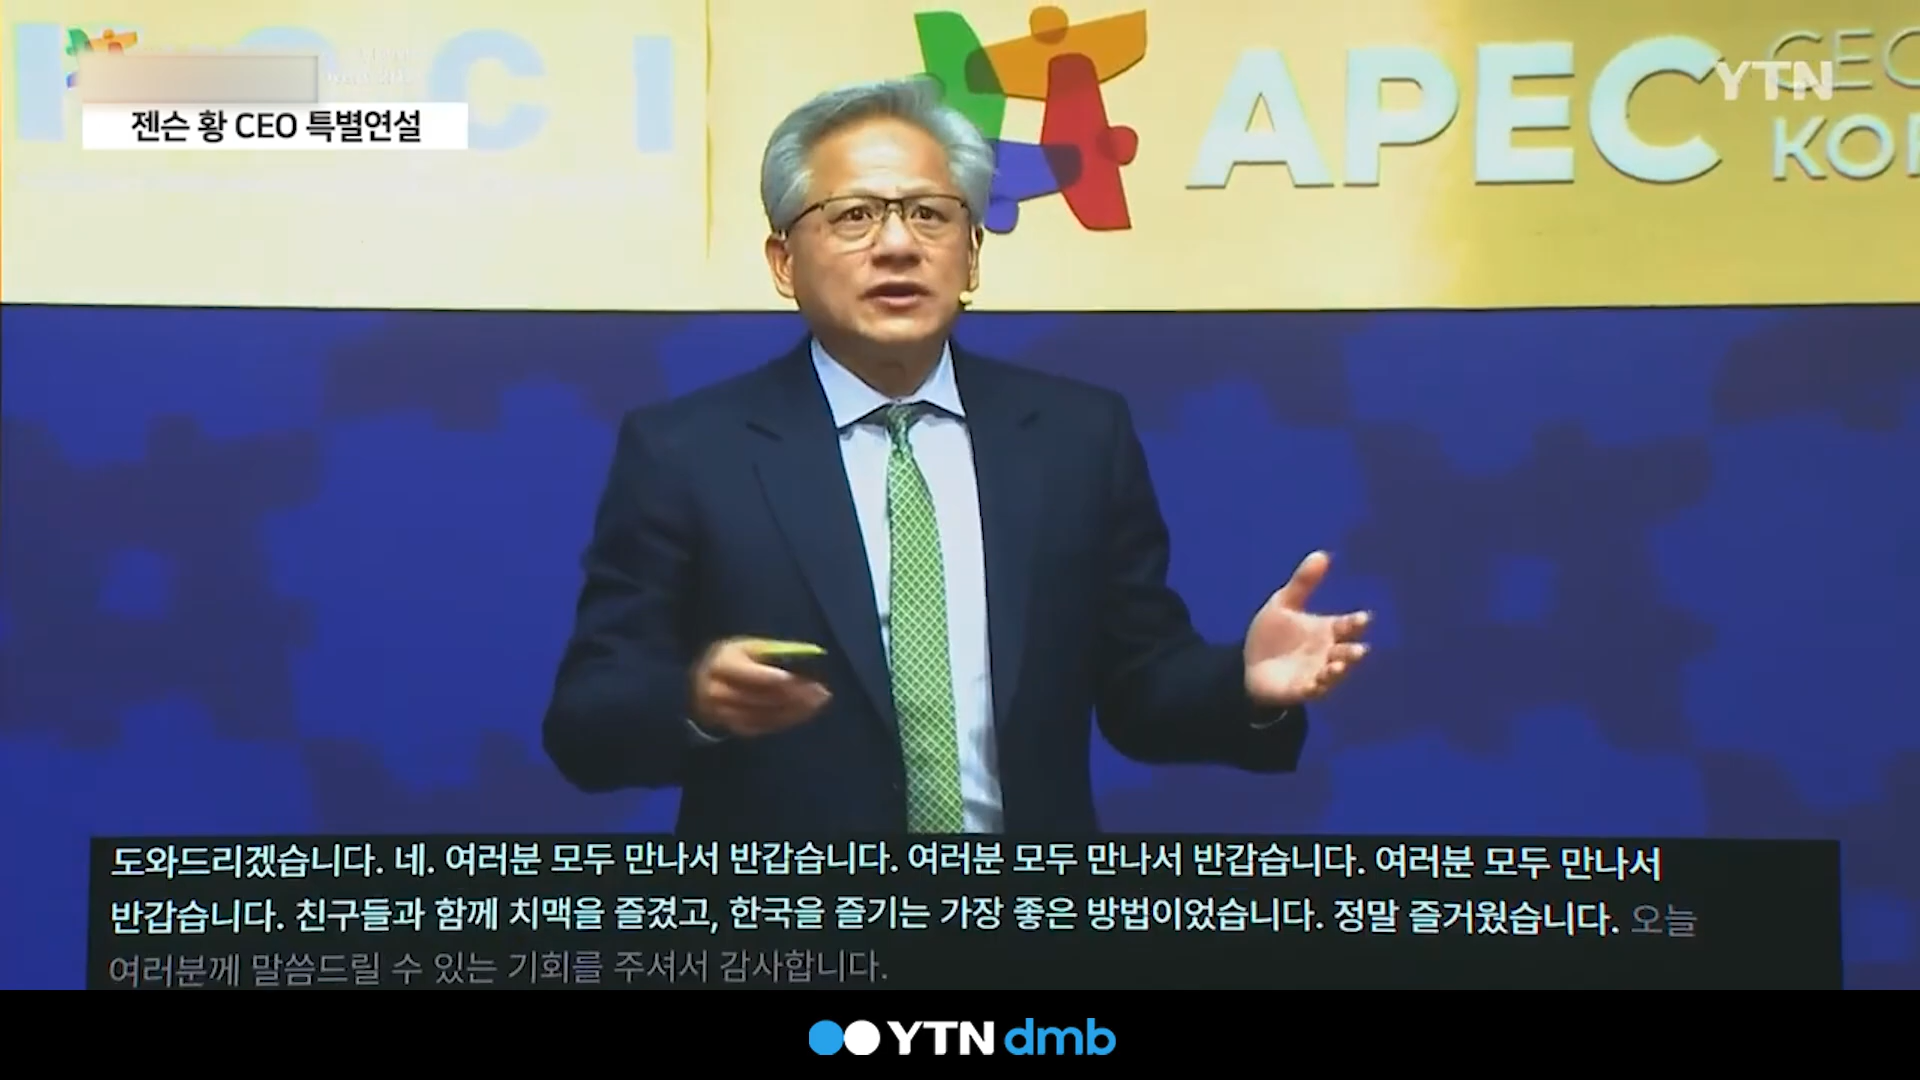 젠슨 황 CEO 특별연설
APEC
YTN
도와드리겠습니다. 네. 여러분 모두 만나서 반갑습니다. 여러분 모두 만나서 반갑습니다. 여러분 모두 만나서
반갑습니다. 친구들과 함께 치맥을 즐겼고, 한국을 즐기는 가장 좋은 방법이었습니다. 정말 즐거웠습니다. 오늘
여러분께 말씀드릴 수 있는 기회를 주셔서 감사합니다.
YTN dmb